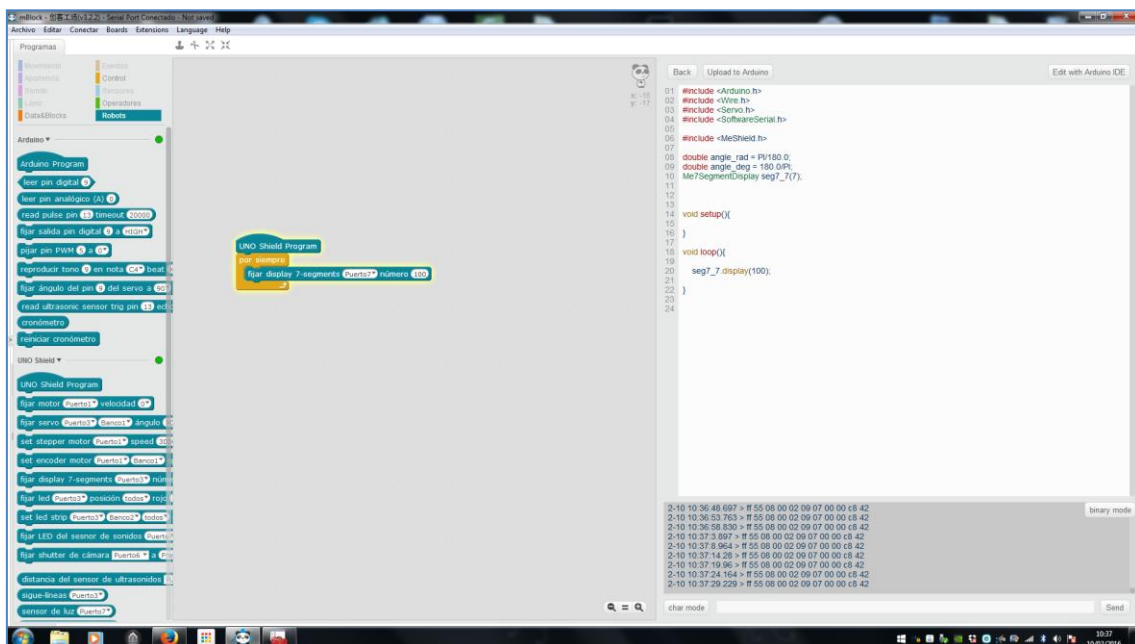 mBlock - 创客工场(v3.2.2) - Serial Port Conectado - Not saved
Archivo Editar Conectar Boards Extensions Language Help
Programas
Movimiento Eventos
Apariencia Control
Sonido Sensores
Lápiz Operadores
Data&Blocks Robots
Arduino
Arduino Program
leer pin digital 9
leer pin analógico (A) 0
read pulse pin 13 timeout 20000
fijar salida pin digital 9 a HIGH
pijar pin PWM 5 a 0
reproducir tono 9 en nota C4 beat
fijar ángulo del pin 9 del servo a 90
read ultrasonic sensor trig pin 13
cronómetro
reiniciar cronómetro
UNO Shield
UNO Shield Program
fijar motor Puerto1 velocidad 0
fijar servo Puerto3 Banco1 ángulo
set stepper motor Puerto1 speed
set encoder motor Puerto1 Banco1
fijar display 7-segments Puerto3
fijar led Puerto3 posición todos rojo
set led strip Puerto3 Banco2 todos
fijar LED del sesnor de sonidos
fijar shutter de cámara Puerto6 a
distancia del sensor de ultrasonidos
sigue-líneas Puerto3
sensor de luz Puerto7
UNO Shield Program
por siempre
fijar display 7-segments Puerto7 número 100
x: -15
y: -17
Back Upload to Arduino Edit with Arduino IDE
01 #include <Arduino.h>
02 #include <Wire.h>
03 #include <Servo.h>
04 #include <SoftwareSerial.h>
05
06 #include <MeShield.h>
07
08 double angle_rad = PI/180.0;
09 double angle_deg = 180.0/PI;
10 Me7SegmentDisplay seg7_7(7);
11
12
13
14 void setup(){
15
16 }
17
18 void loop(){
19
20 seg7_7.display(100);
21
22 }
23
24
2-10 10:36:48.697 > ff 55 08 00 02 09 07 00 00 c8 42
2-10 10:36:53.763 > ff 55 08 00 02 09 07 00 00 c8 42
2-10 10:36:58.830 > ff 55 08 00 02 09 07 00 00 c8 42
2-10 10:37:3.897 > ff 55 08 00 02 09 07 00 00 c8 42
2-10 10:37:8.964 > ff 55 08 00 02 09 07 00 00 c8 42
2-10 10:37:14.28 > ff 55 08 00 02 09 07 00 00 c8 42
2-10 10:37:19.96 > ff 55 08 00 02 09 07 00 00 c8 42
2-10 10:37:24.164 > ff 55 08 00 02 09 07 00 00 c8 42
2-10 10:37:29.229 > ff 55 08 00 02 09 07 00 00 c8 42
binary mode
char mode Send
10:37
10/02/2016